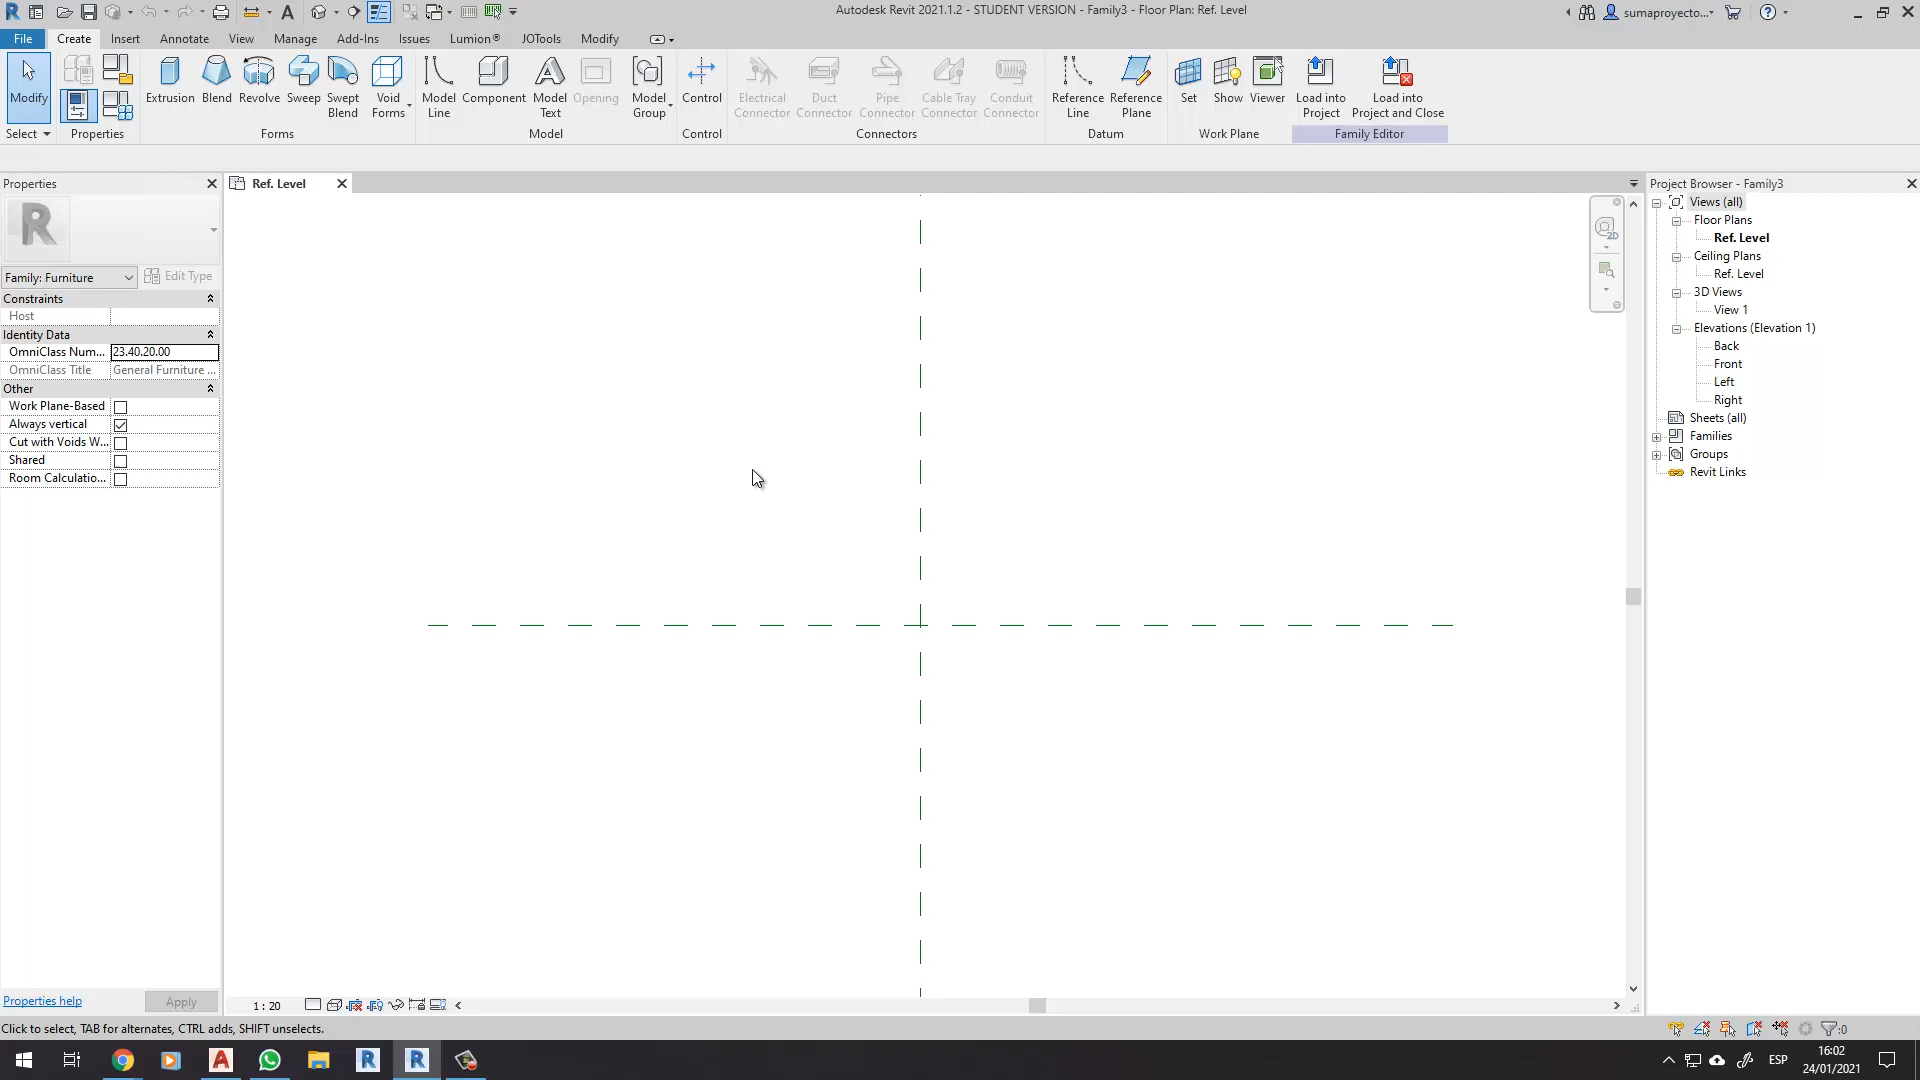 Autodesk Revit 2021.1.2 - STUDENT VERSION - Family3 - Floor Plan: Ref. Level
sumaproyecto...
File Create Insert Annotate View Manage Add-Ins Issues Lumion® JOTools Modify
Modify
Extrusion Blend Revolve Sweep Swept Blend Void Forms
Model Line Component Model Text Opening Model Group
Control
Electrical Connector Duct Connector Pipe Connector Cable Tray Connector Conduit Connector
Reference Line Reference Plane
Set Show Viewer
Load into Project Load into Project and Close
Select Properties Forms Model Control Connectors Datum Work Plane Family Editor
Properties
Ref. Level
Project Browser - Family3
Family: Furniture
Edit Type
Constraints
Host
Identity Data
OmniClass Num... 23.40.20.00
OmniClass Title General Furniture ...
Other
Work Plane-Based
Always vertical
Cut with Voids W...
Shared
Room Calculatio...
2D
Views (all)
Floor Plans
Ref. Level
Ceiling Plans
Ref. Level
3D Views
View 1
Elevations (Elevation 1)
Back
Front
Left
Right
Sheets (all)
Families
Groups
Revit Links
Properties help
Apply
1 : 20
Click to select, TAB for alternates, CTRL adds, SHIFT unselects.
:0
ESP
16:02
24/01/2021